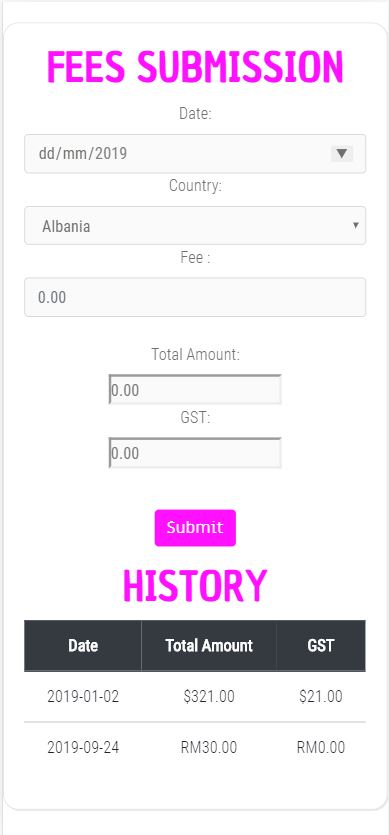 FEES SUBMISSION
Date:
dd/mm/2019
Country:
Albania
Fee :
0.00
Total Amount:
0.00
GST:
0.00
Submit
HISTORY
Date Total Amount GST
2019-01-02 $321.00 $21.00
2019-09-24 RM30.00 RM0.00